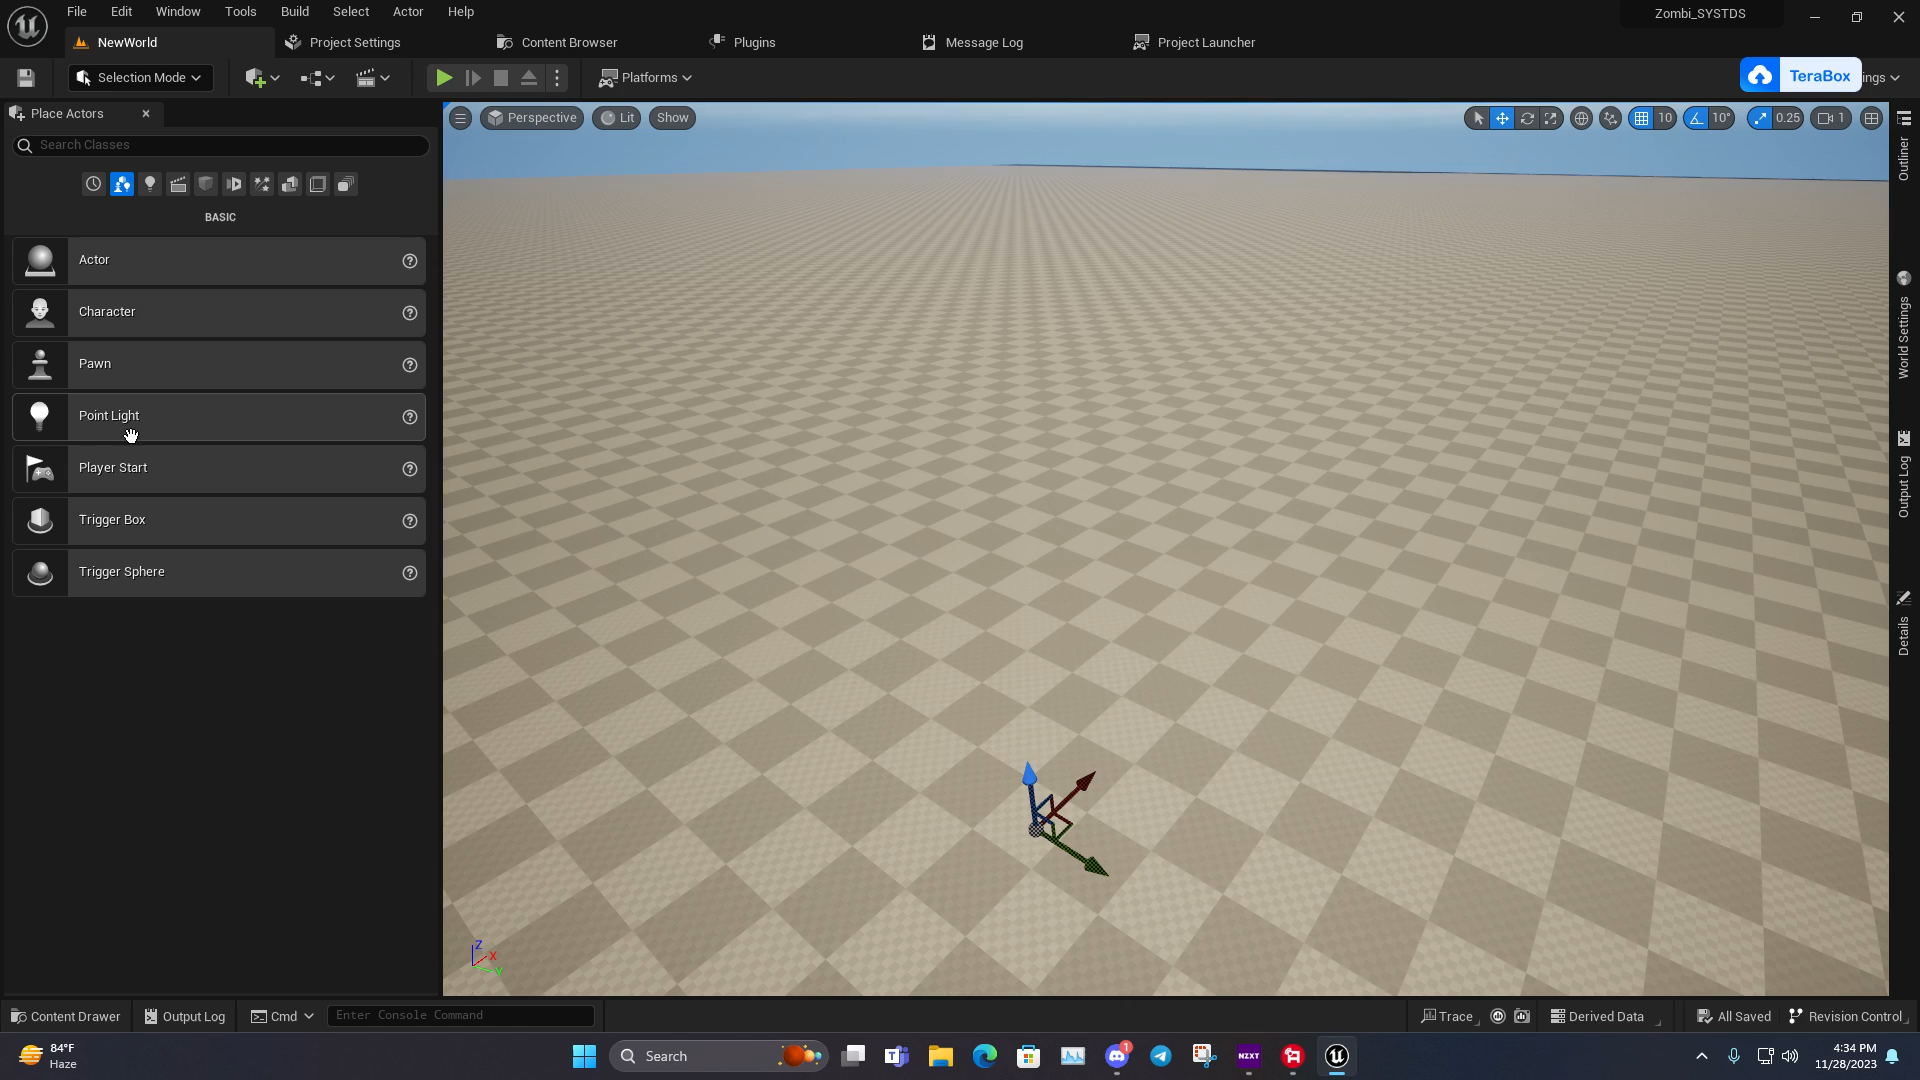 File Edit Window Tools Build Select Actor Help
Zombi_SYSTDS
NewWorld
Project Settings
Content Browser
Plugins
Message Log
Project Launcher
Selection Mode
Platforms
TeraBox
ings
Place Actors
Search Classes
BASIC
Actor
Character
Pawn
Point Light
Player Start
Trigger Box
Trigger Sphere
Perspective
Lit
Show
10
10°
0.25
1
Outliner
World Settings
Output Log
Details
Z
X
Y
Content Drawer
Output Log
Cmd
Enter Console Command
Trace
Derived Data
All Saved
Revision Control
84°F
Haze
Search
1
NZXT
4:34 PM
11/28/2023